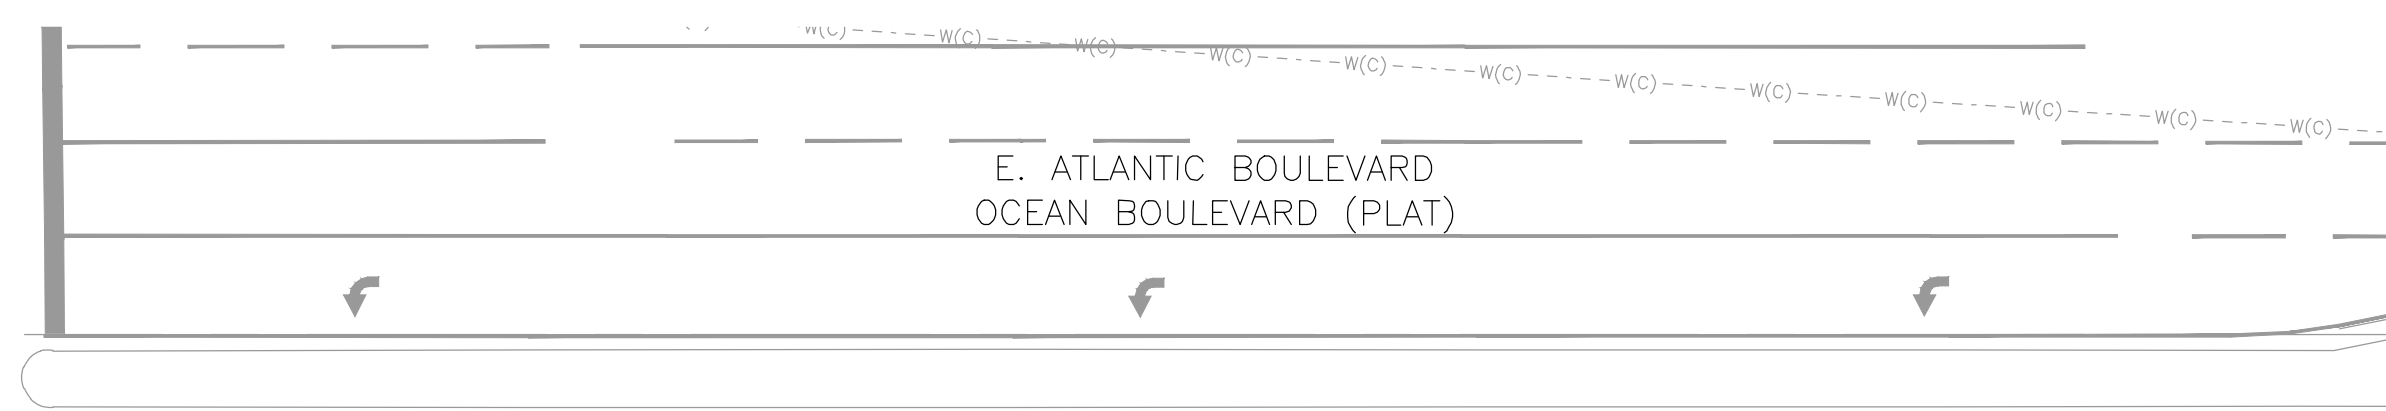 W(C) W(C) W(C) W(C) W(C) W(C) W(C) W(C) W(C) W(C) W(C) W(C)
E. ATLANTIC BOULEVARD
OCEAN BOULEVARD (PLAT)